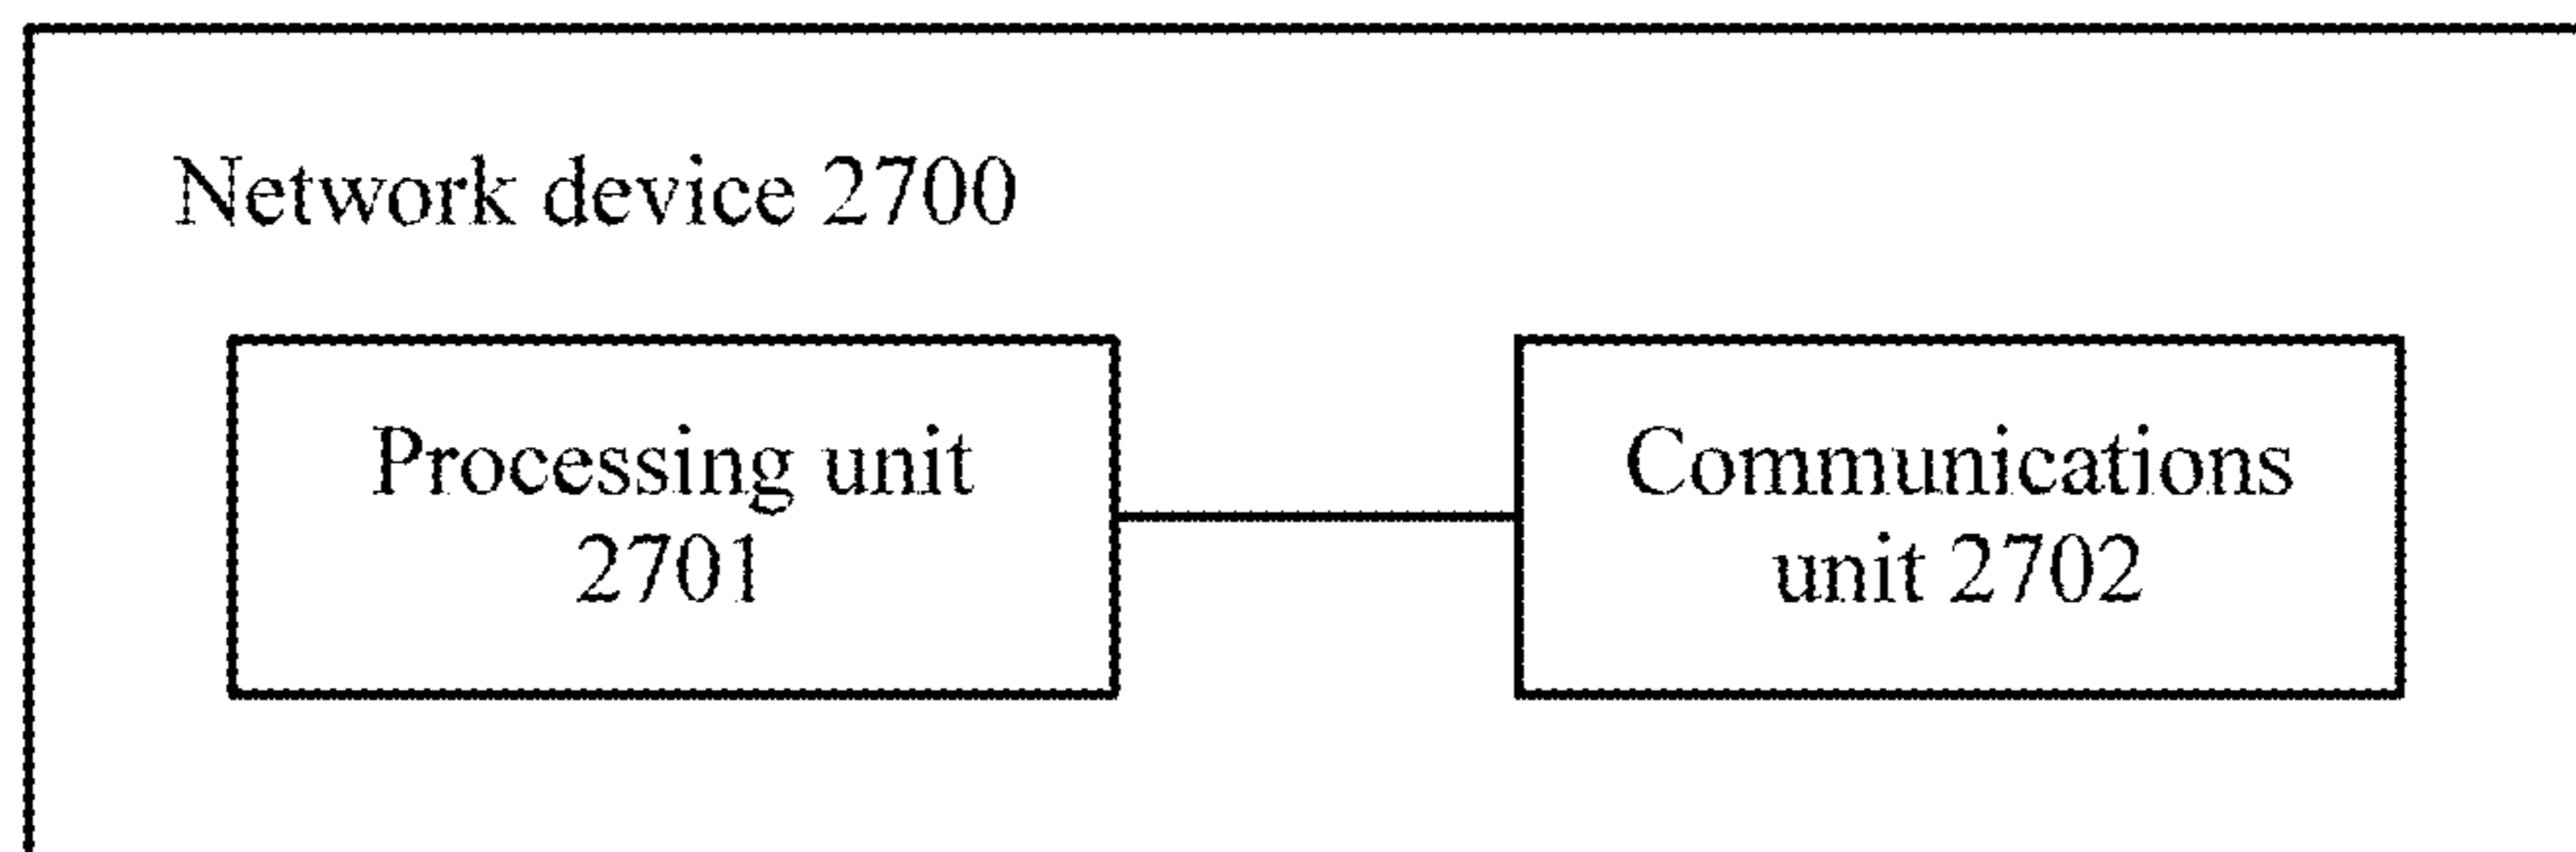 Network device 2700
Processing unit
2701
Communications
unit 2702